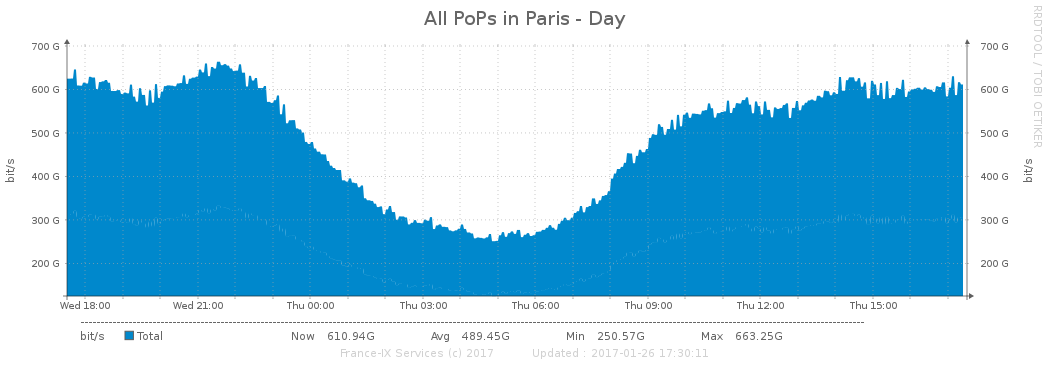 All PoPs in Paris - Day
RRDTOOL / TOBI OETIKER
700 G 700 G
600 G 600 G
500 G 500 G
400 G 400 G
300 G 300 G
200 G 200 G
bit/s bit/s
Wed 18:00 Wed 21:00 Thu 00:00 Thu 03:00 Thu 06:00 Thu 09:00 Thu 12:00 Thu 15:00
bit/s Total Now 610.94G Avg 489.45G Min 250.57G Max 663.25G
France-IX Services (c) 2017 Updated : 2017-01-26 17:30:11